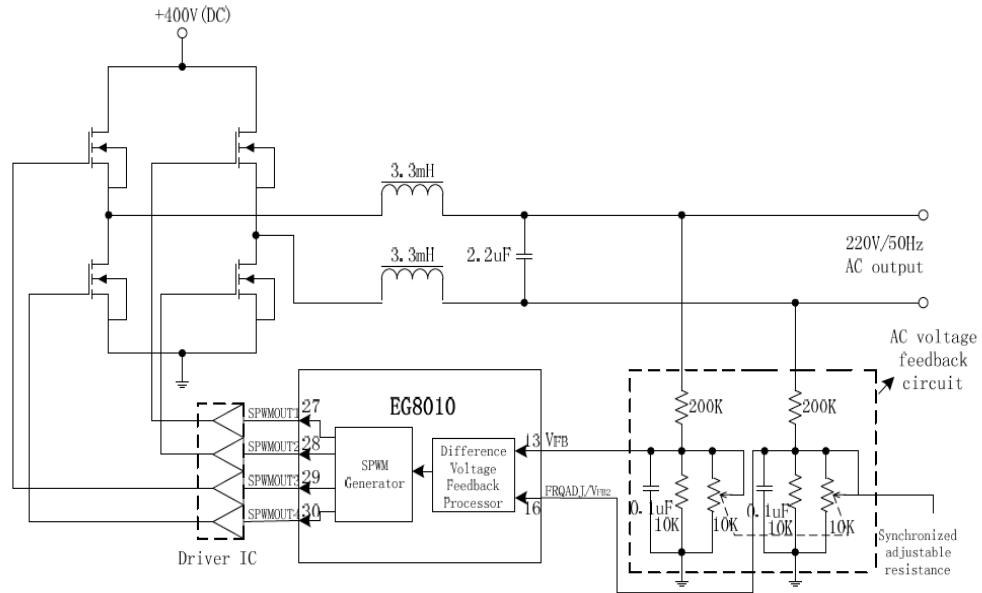 +400V(DC)
3.3mH
3.3mH
2.2uF
220V/50Hz
AC output
AC voltage
feedback
circuit
EG8010
SPWMOUT1
27
SPWMOUT2
28
SPWMOUT3
29
SPWMOUT4
30
Driver IC
SPWM
Generator
Difference
Voltage
Feedback
Processor
13 VFB
FRQADJ/VFB2
16
200K
200K
0.1uF
10K
10K
0.1uF
10K
10K
Synchronized
adjustable
resistance